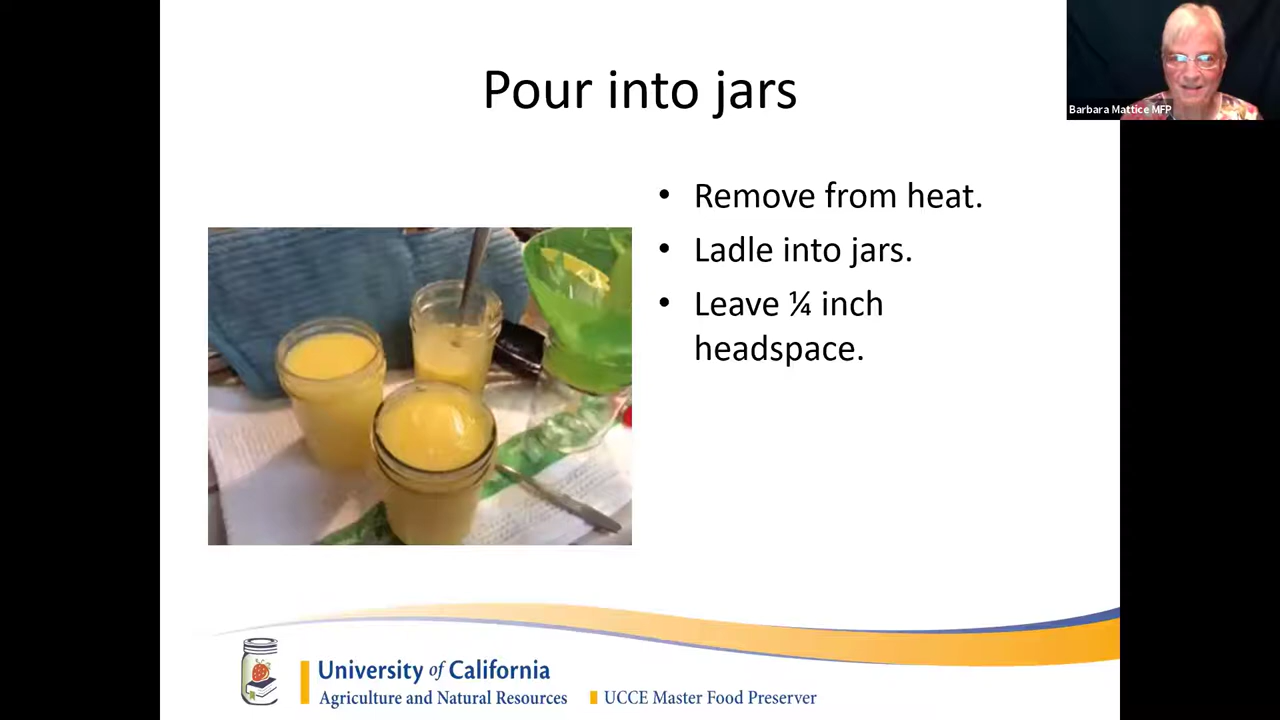 Pour into jars
Barbara Mattice MFP
• Remove from heat.
• Ladle into jars.
• Leave ¼ inch
headspace.
University of California
Agriculture and Natural Resources
UCCE Master Food Preserver